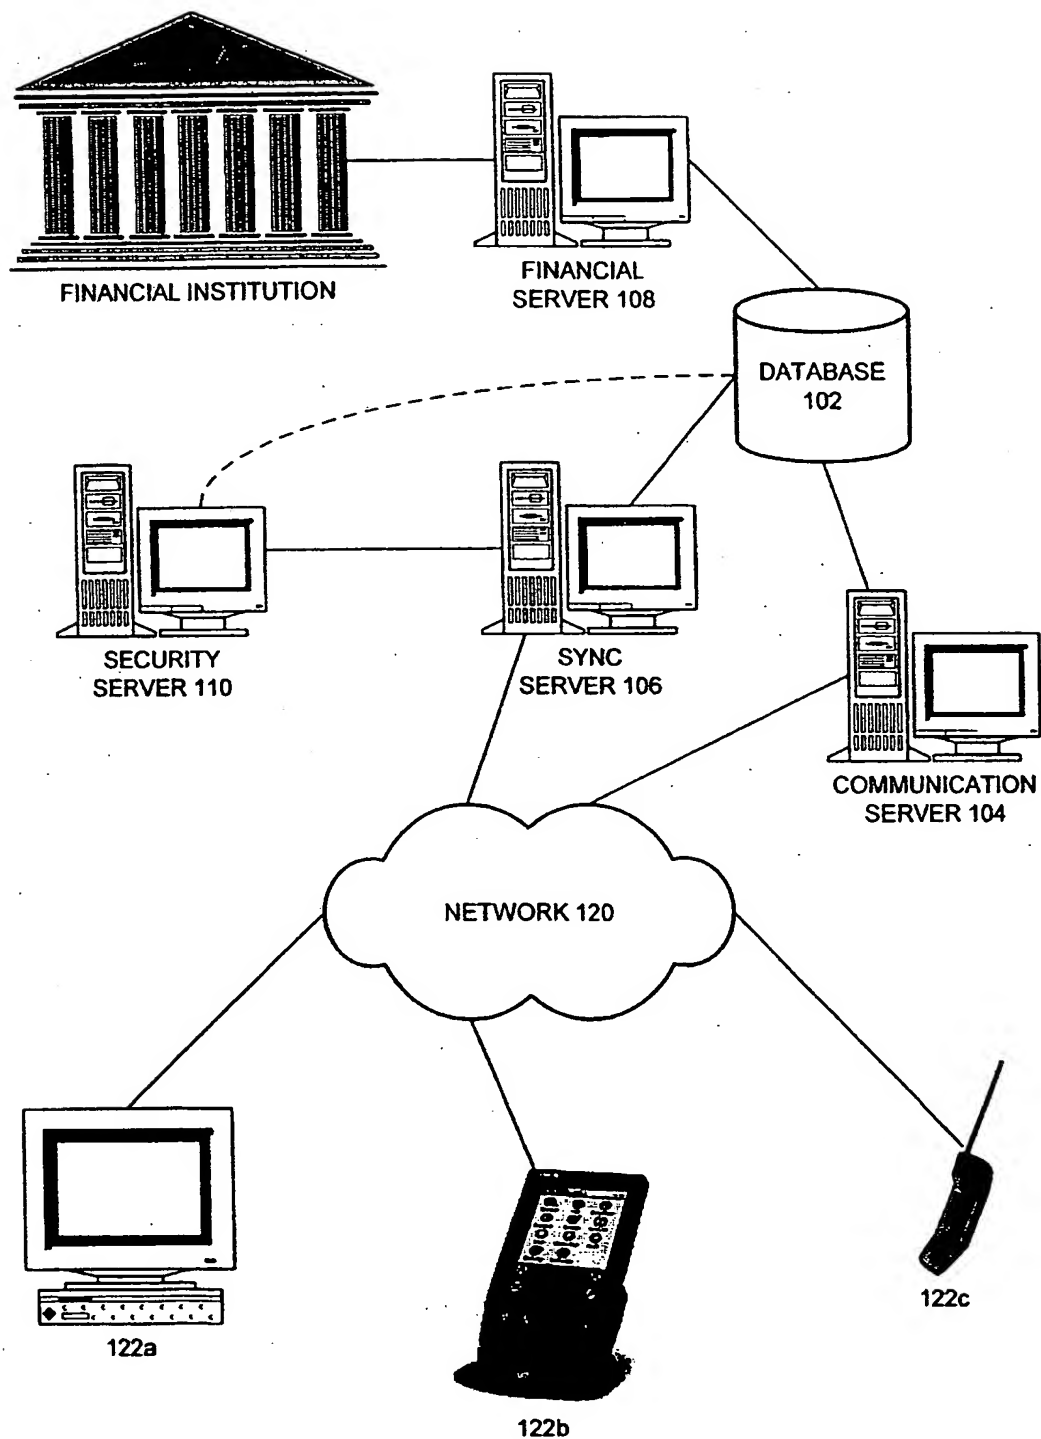 FINANCIAL INSTITUTION
FINANCIAL
SERVER 108
DATABASE
102
SECURITY
SERVER 110
SYNC
SERVER 106
COMMUNICATION
SERVER 104
NETWORK 120
122a
122b
122c